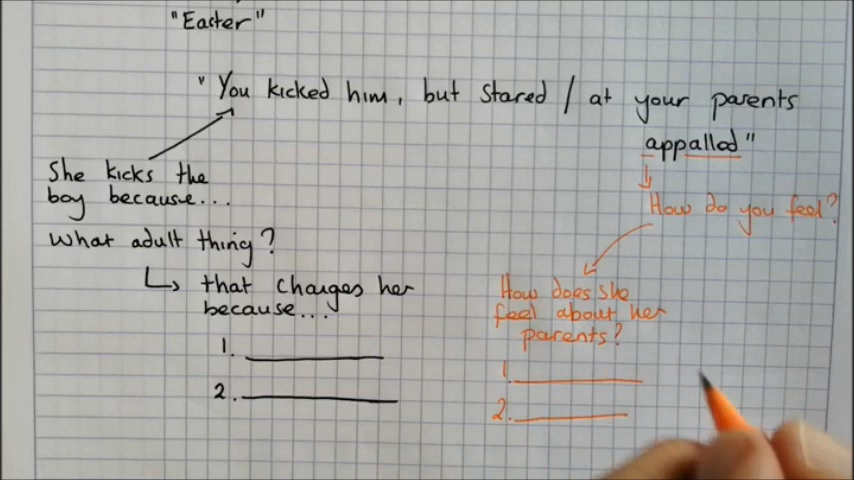 "Easter"
"You kicked him, but stared / at your parents
appalled"
She kicks the
boy because...
What adult thing?
that changes her
because...
1.
2.
How do you feel?
How does she
feel about her
parents?
1.
2.